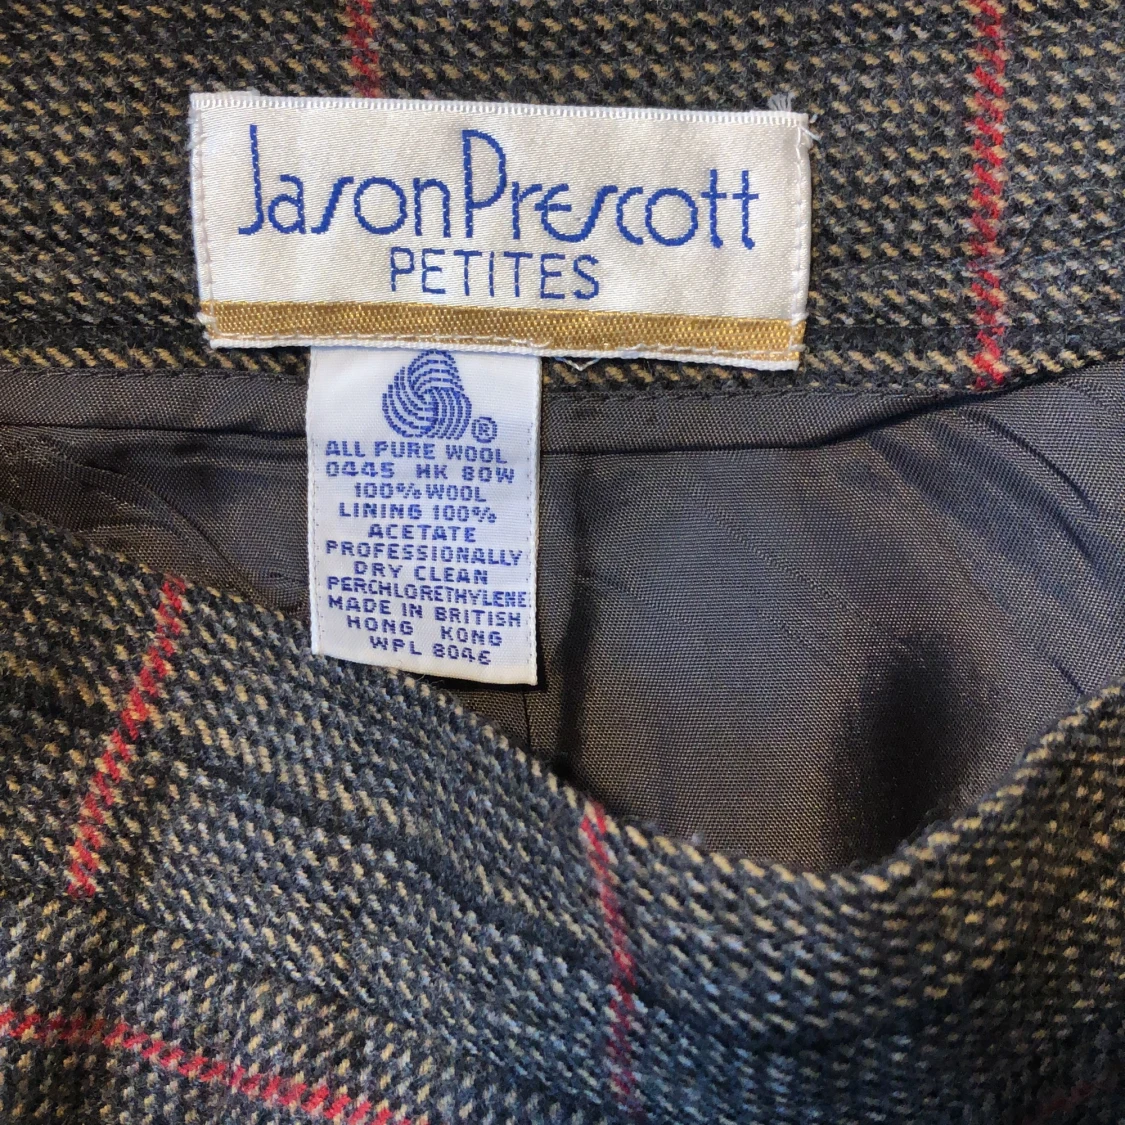 JasonPrescott
PETITES
®
ALL PURE WOOL
0445 HK 80W
100% WOOL
LINING 100%
ACETATE
PROFESSIONALLY
DRY CLEAN
PERCHLORETHYLENE
MADE IN BRITISH
HONG KONG
WPL 8046